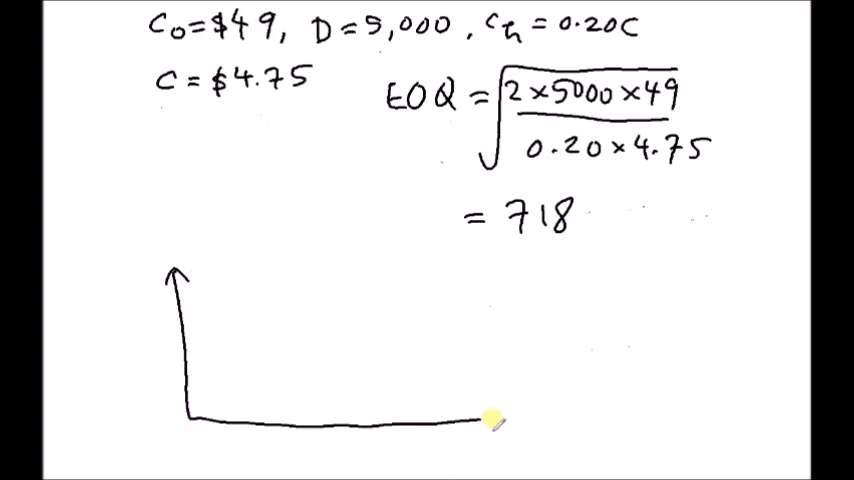 C₀ = $49, D = 5,000, Cₕ = 0.20C
C = $4.75
EOQ = √(2×5000×49
0.20×4.75)
= 718